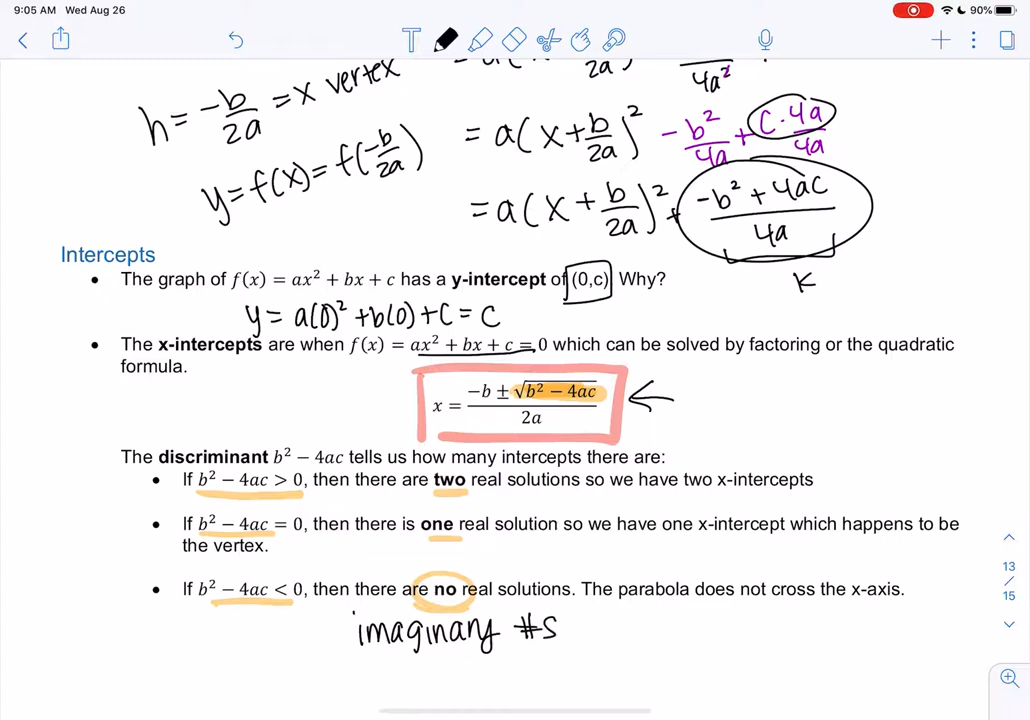 9:05 AM Wed Aug 26
90%
T
2a
4a²
h = -b/2a = x vertex
= a(x + b/2a)² - b²/4a + c·4a/4a
y = f(x) = f(-b/2a)
= a(x + b/2a)² + (-b² + 4ac)/4a
k
Intercepts
• The graph of f(x) = ax² + bx + c has a y-intercept of (0,c) Why?
y = a(0)² + b(0) + c = c
• The x-intercepts are when f(x) = ax² + bx + c = 0 which can be solved by factoring or the quadratic
formula.
x = (-b ± √(b² − 4ac))/2a
The discriminant b² − 4ac tells us how many intercepts there are:
• If b² − 4ac > 0, then there are two real solutions so we have two x-intercepts
• If b² − 4ac = 0, then there is one real solution so we have one x-intercept which happens to be
the vertex.
• If b² − 4ac < 0, then there are no real solutions. The parabola does not cross the x-axis.
imaginary #s
13
/
15